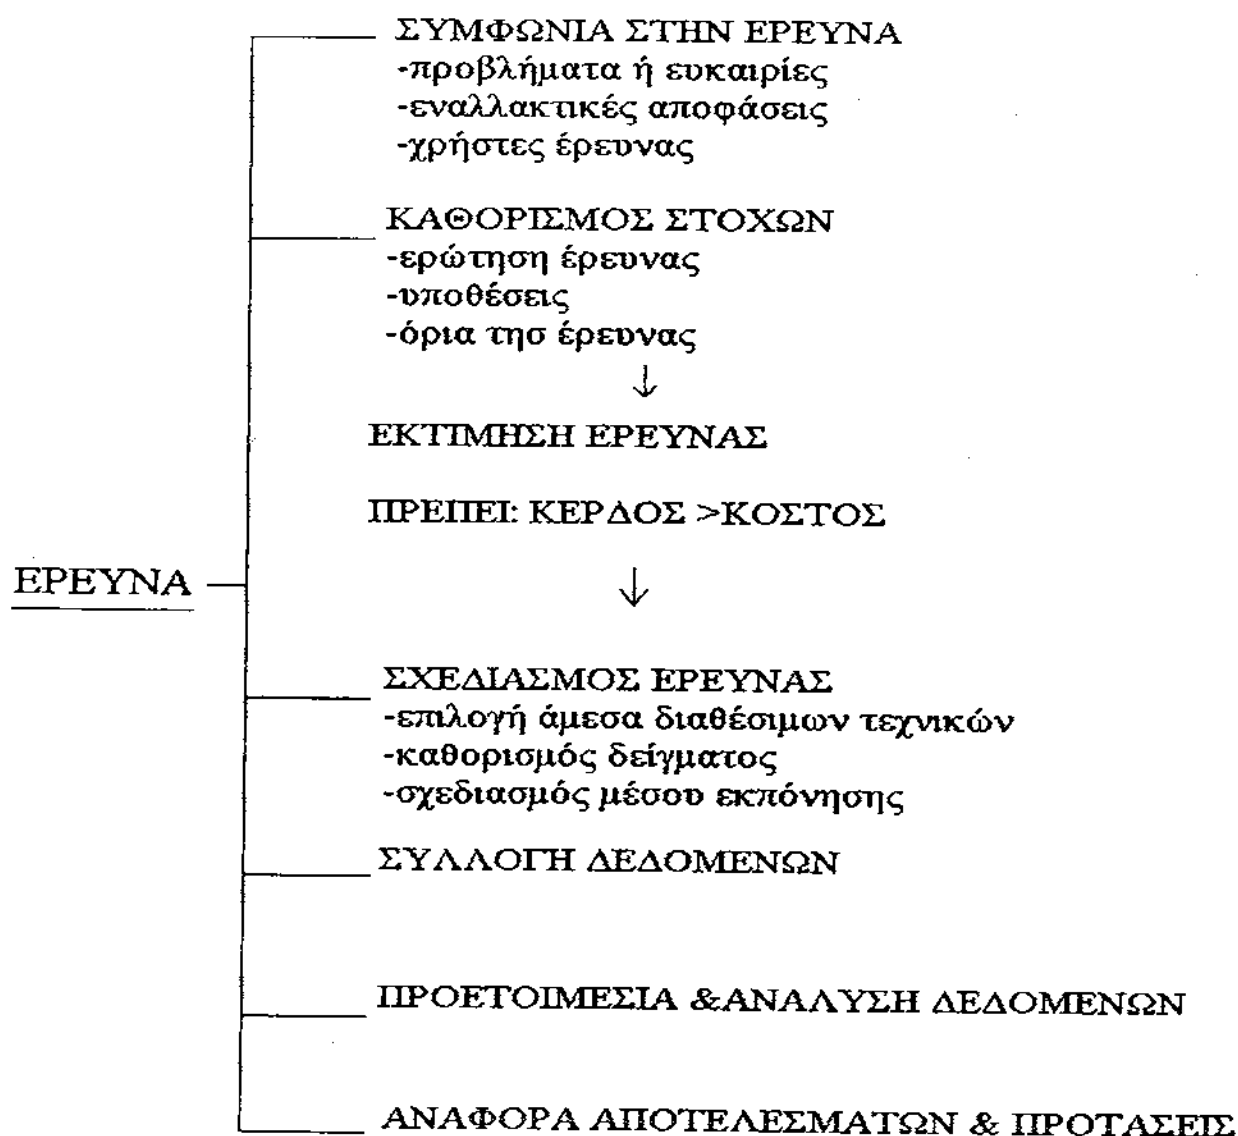 ΣΥΜΦΩΝΙΑ ΣΤΗΝ ΕΡΕΥΝΑ
-προβλήματα ή ευκαιρίες
-εναλλακτικές αποφάσεις
-χρήστες έρευνας
ΚΑΘΟΡΙΣΜΟΣ ΣΤΟΧΩΝ
-ερώτηση έρευνας
-υποθέσεις
-όρια τησ έρευνας
ΕΚΤΙΜΗΣΗ ΕΡΕΥΝΑΣ
ΠΡΕΠΕΙ: ΚΕΡΔΟΣ >ΚΟΣΤΟΣ
ΕΡΕΥΝΑ
ΣΧΕΔΙΑΣΜΟΣ ΕΡΕΥΝΑΣ
-επιλογή άμεσα διαθέσιμων τεχνικών
-καθορισμός δείγματος
-σχεδιασμός μέσου εκπόνησης
ΣΥΛΛΟΓΗ ΔΕΔΟΜΕΝΩΝ
ΠΡΟΕΤΟΙΜΕΣΙΑ &ΑΝΑΛΥΣΗ ΔΕΔΟΜΕΝΩΝ
ΑΝΑΦΟΡΑ ΑΠΟΤΕΛΕΣΜΑΤΩΝ & ΠΡΟΤΑΣΕΙΣ